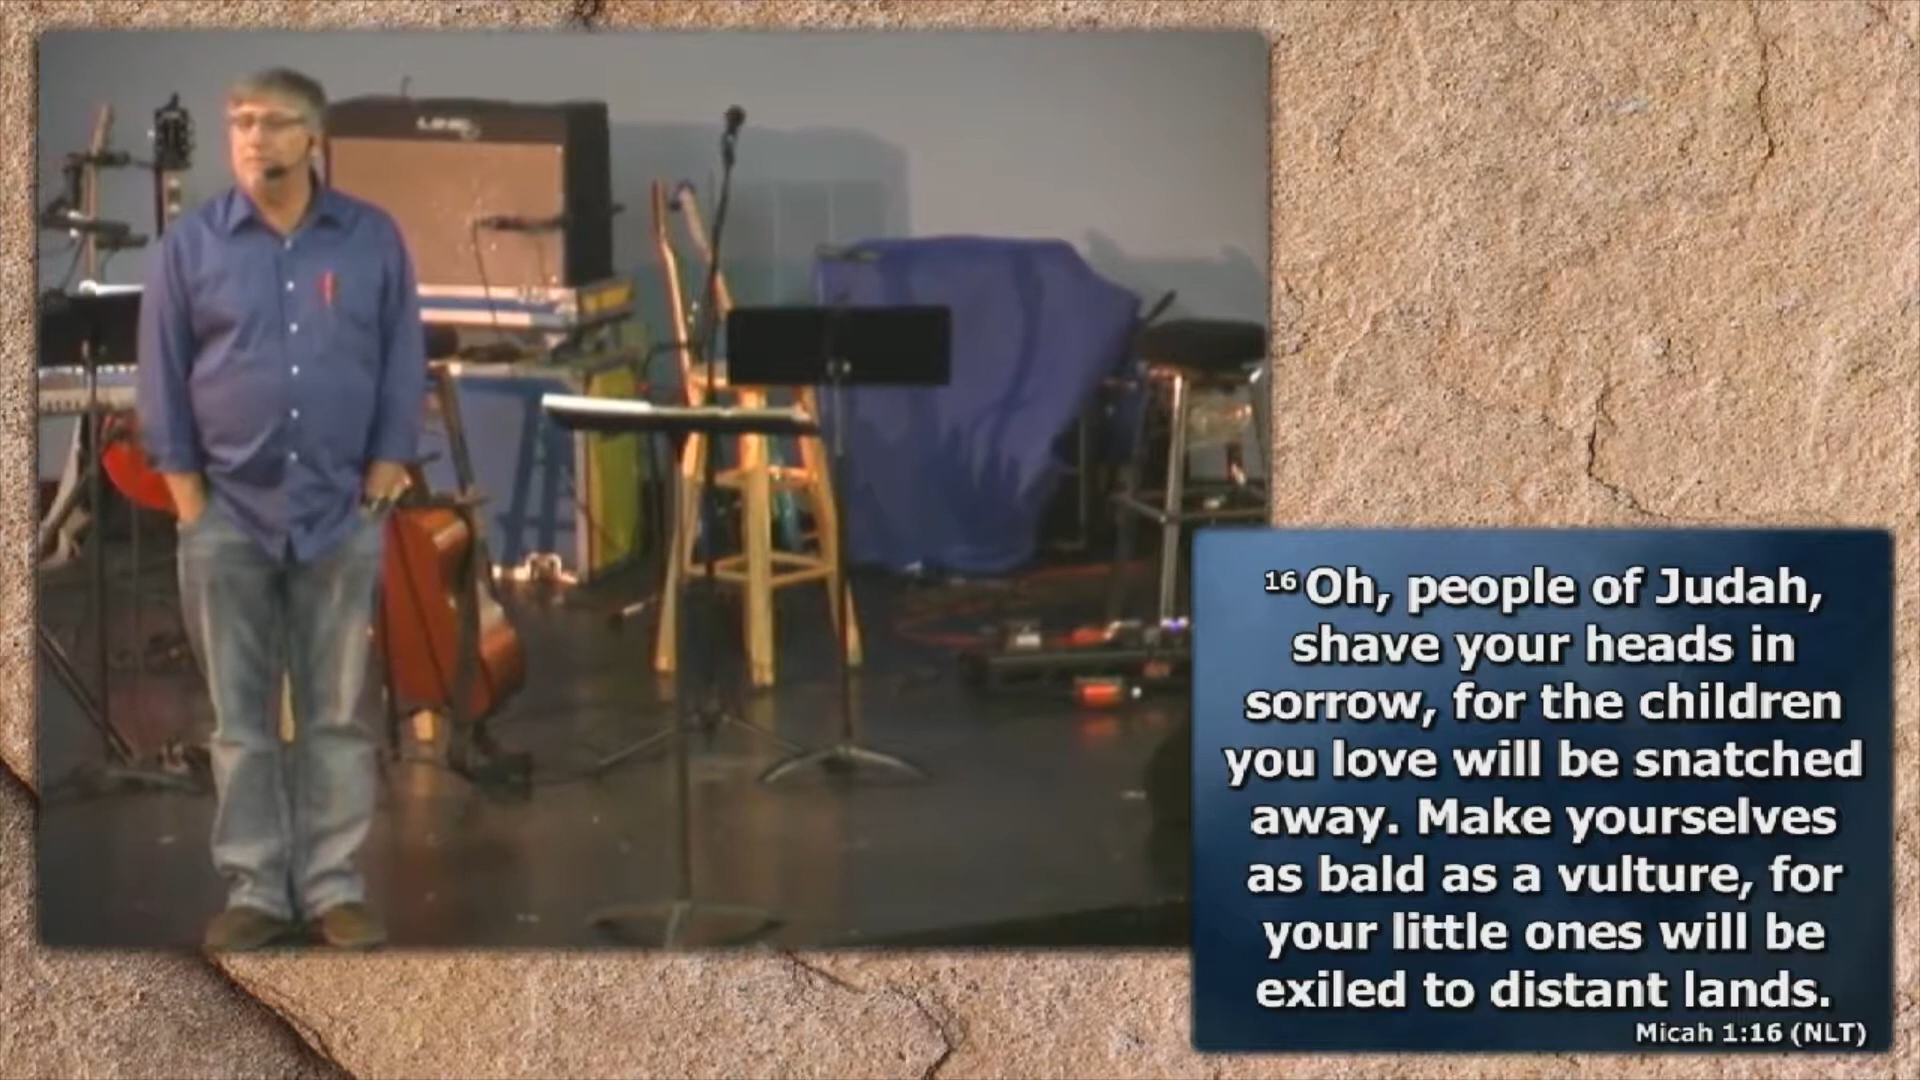 16 Oh, people of Judah,
shave your heads in
sorrow, for the children
you love will be snatched
away. Make yourselves
as bald as a vulture, for
your little ones will be
exiled to distant lands.
Micah 1:16 (NLT)